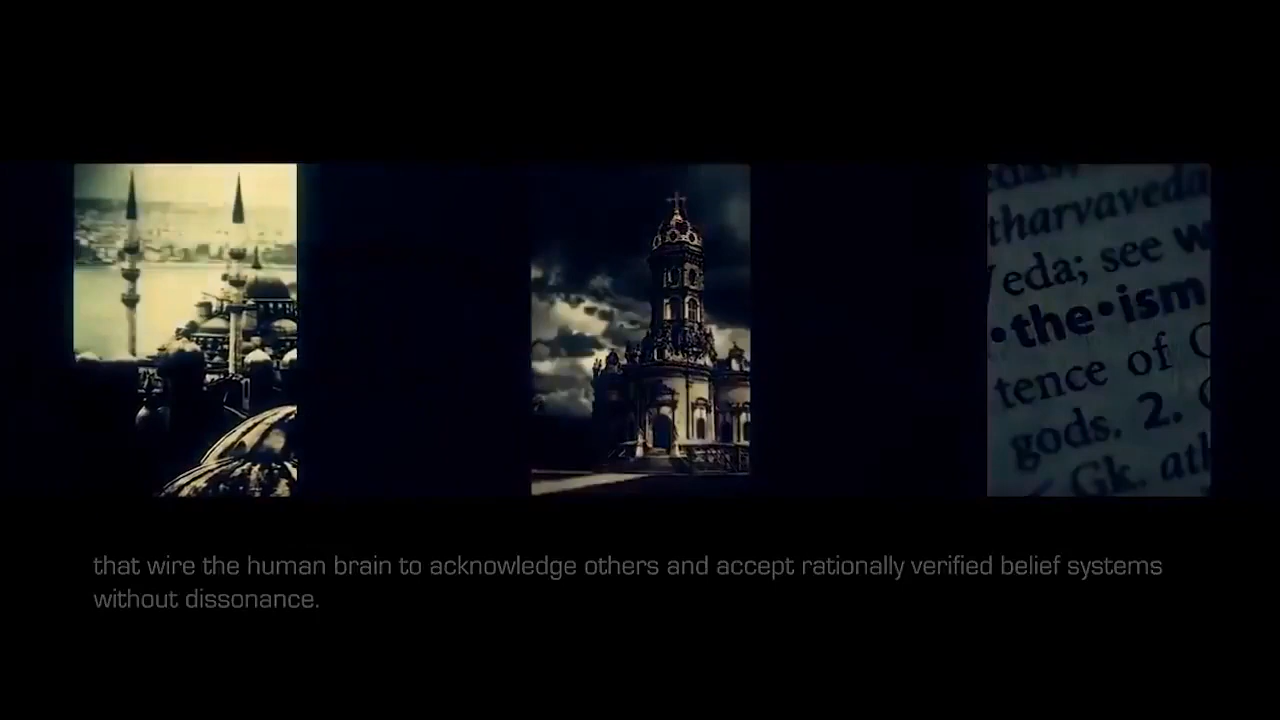 tharvaveda
eda; see
•the•ism
tence of
gods. 2.
Gk.
that wire the human brain to acknowledge others and accept rationally verified belief systems
without dissonance.